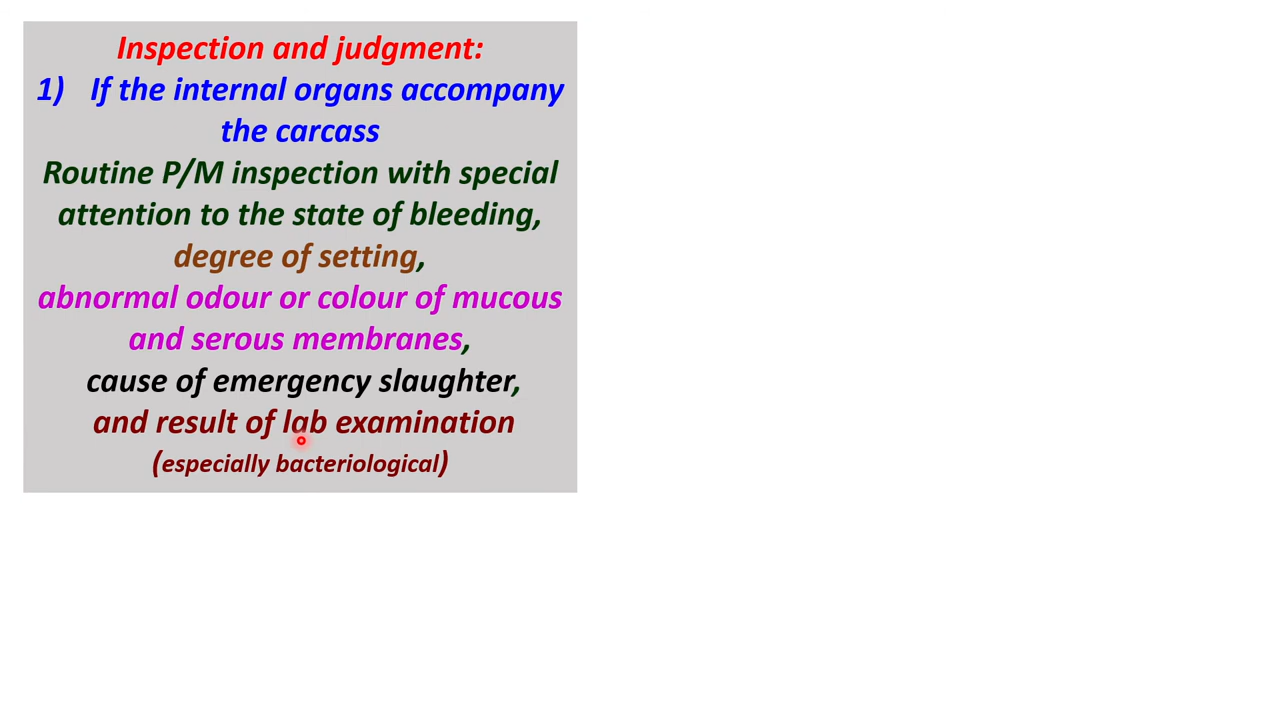 Inspection and judgment:
1) If the internal organs accompany
the carcass
Routine P/M inspection with special
attention to the state of bleeding,
degree of setting,
abnormal odour or colour of mucous
and serous membranes,
cause of emergency slaughter,
and result of lab examination
(especially bacteriological)